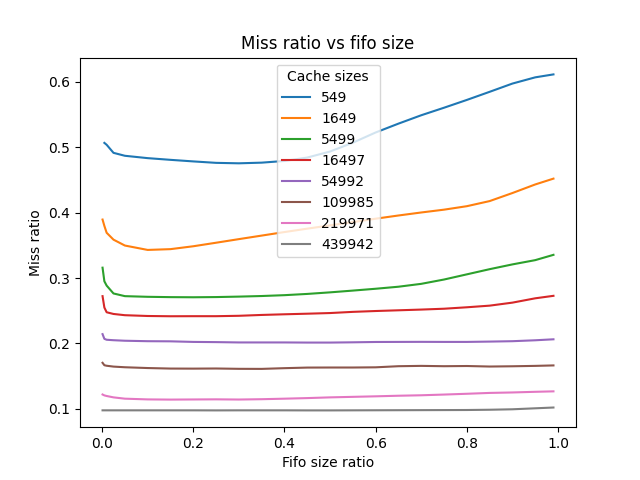 Miss ratio vs fifo size
Cache sizes
549
1649
5499
16497
54992
109985
219971
439942
Miss ratio
0.6
0.5
0.4
0.3
0.2
0.1
0.0 0.2 0.4 0.6 0.8 1.0
Fifo size ratio